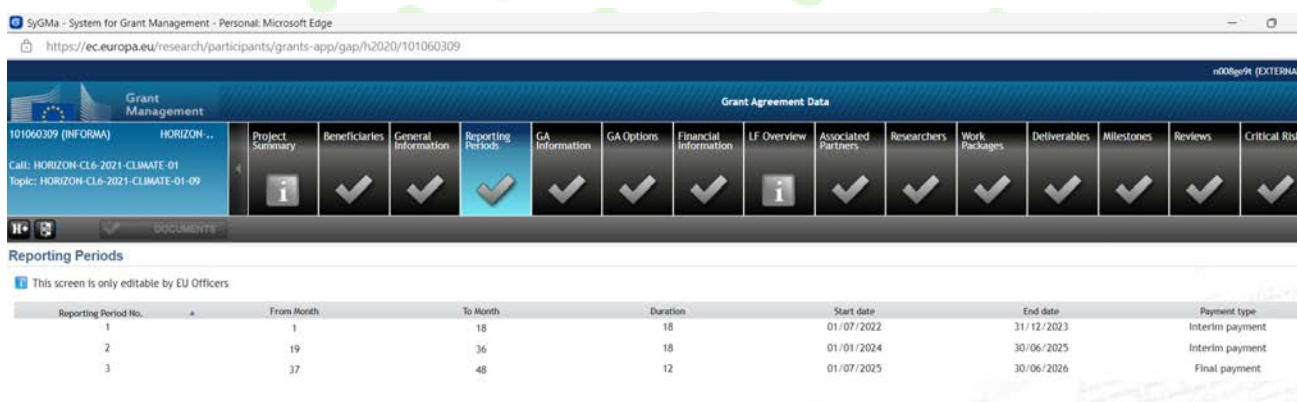 SyGMa - System for Grant Management - Personal: Microsoft Edge
https://ec.europa.eu/research/participants/grants-app/gap/h2020/101060309
n008ge9t (EXTERNA
Grant Management
Grant Agreement Data
101060309 (INFORMA) HORIZON-..
Call: HORIZON-CL6-2021-CLIMATE-01
Topic: HORIZON-CL6-2021-CLIMATE-01-09
Project Summary
Beneficiaries
General Information
Reporting Periods
GA Information
GA Options
Financial Information
LF Overview
Associated Partners
Researchers
Work Packages
Deliverables
Milestones
Reviews
Critical Ris
H+ DOCUMENTS
Reporting Periods
This screen is only editable by EU Officers
Reporting Period No. From Month To Month Duration Start date End date Payment type
1 1 18 18 01/07/2022 31/12/2023 Interim payment
2 19 36 18 01/01/2024 30/06/2025 Interim payment
3 37 48 12 01/07/2025 30/06/2026 Final payment